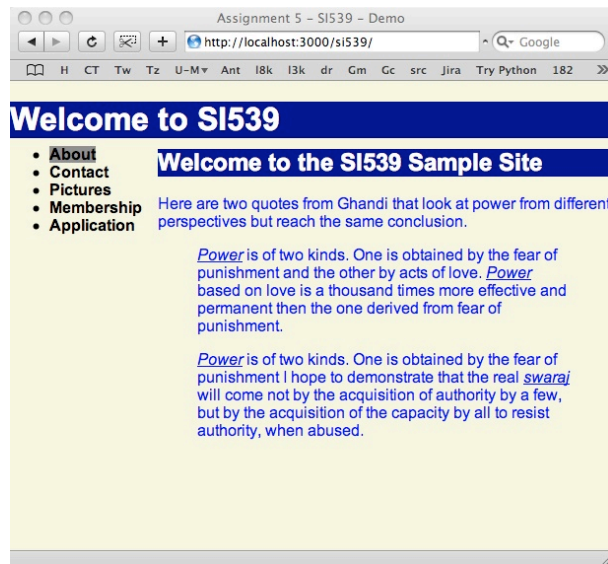 Assignment 5 – SI539 – Demo
http://localhost:3000/si539/
Google
H CT Tw Tz U-M▾ Ant I8k I3k dr Gm Gc src Jira Try Python 182 »
Welcome to SI539
• About
• Contact
• Pictures
• Membership
• Application
Welcome to the SI539 Sample Site
Here are two quotes from Ghandi that look at power from different
perspectives but reach the same conclusion.
Power is of two kinds. One is obtained by the fear of
punishment and the other by acts of love. Power
based on love is a thousand times more effective and
permanent then the one derived from fear of
punishment.
Power is of two kinds. One is obtained by the fear of
punishment I hope to demonstrate that the real swaraj
will come not by the acquisition of authority by a few,
but by the acquisition of the capacity by all to resist
authority, when abused.